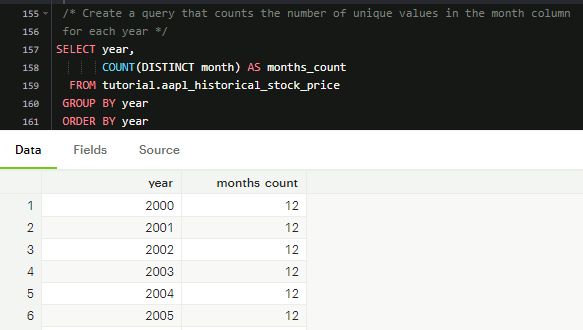 155 /* Create a query that counts the number of unique values in the month column
156 for each year */
157 SELECT year,
158 COUNT(DISTINCT month) AS months_count
159 FROM tutorial.aapl_historical_stock_price
160 GROUP BY year
161 ORDER BY year
Data Fields Source
year months count
1 2000 12
2 2001 12
3 2002 12
4 2003 12
5 2004 12
6 2005 12